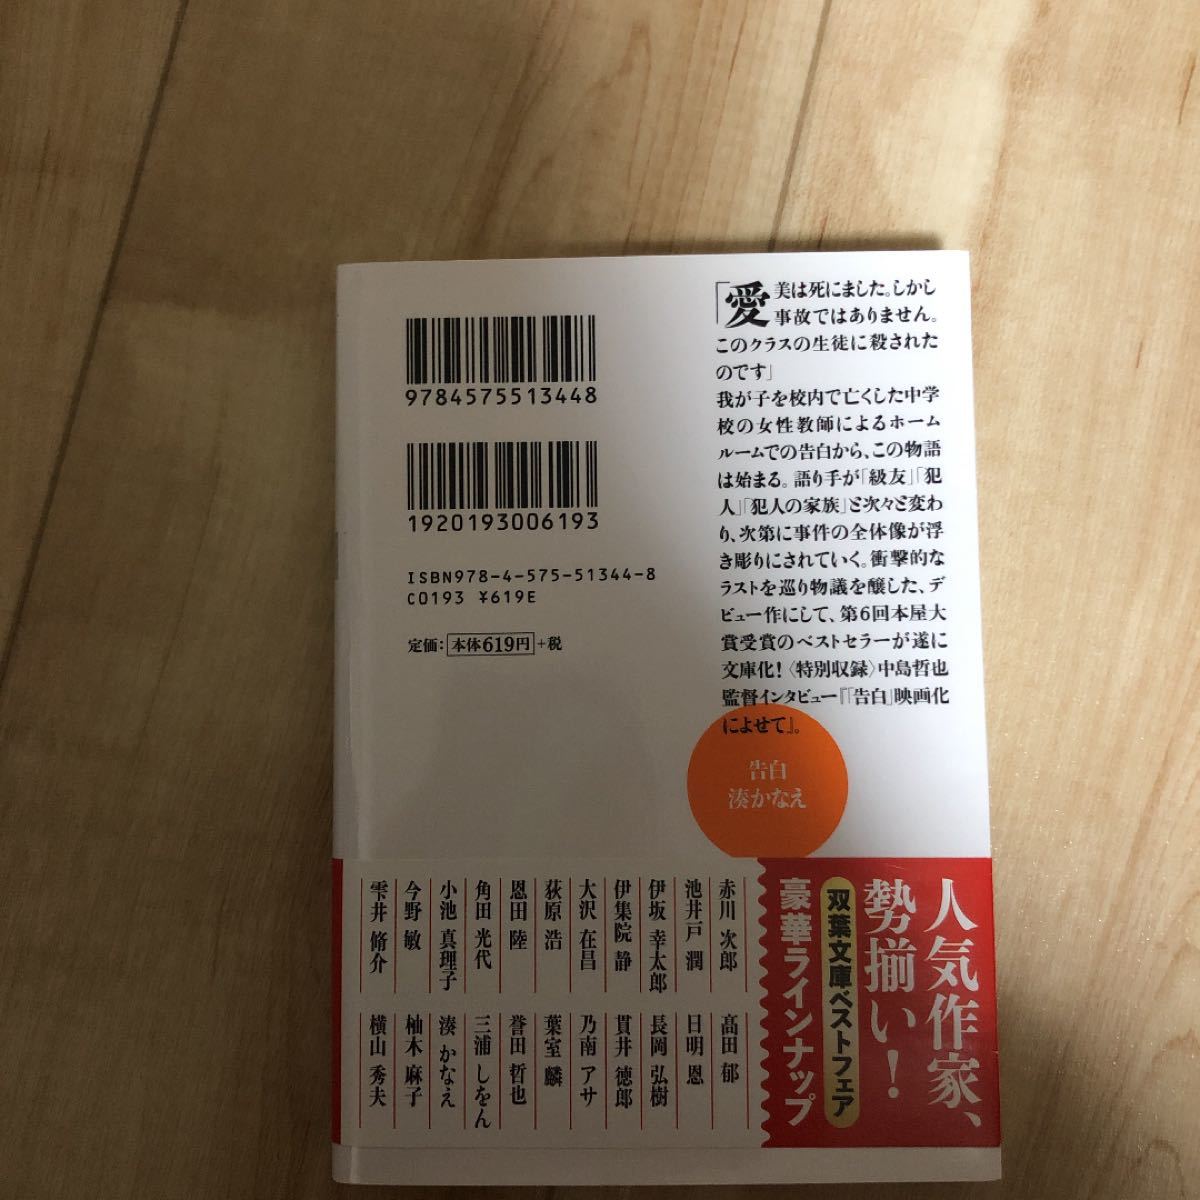 「愛美は死にました。しかし
事故ではありません。
このクラスの生徒に殺された
のです」
我が子を校内で亡くした中学
校の女性教師によるホーム
ルームでの告白から、この物語
は始まる。語り手が「級友」「犯
人」「犯人の家族」と次々と変わ
り、次第に事件の全体像が浮
き彫りにされていく。衝撃的な
ラストを巡り物議を醸した、デ
ビュー作にして、第6回本屋大
賞受賞のベストセラーが遂に
文庫化!〈特別収録〉中島哲也
監督インタビュー『「告白」映画化
によせて』。
9784575513448
1920193006193
ISBN978-4-575-51344-8
C0193 ¥619E
定価:本体619円+税
告白
湊かなえ
人気作家、
勢揃い!
双葉文庫ベストフェア
豪華ラインナップ
赤川 次郎
池井戸 潤
伊坂 幸太郎
伊集院 静
大沢 在昌
荻原 浩
恩田 陸
角田 光代
小池 真理子
今野 敏
雫井 脩介
髙田 郁
日明 恩
長岡 弘樹
貫井 徳郎
乃南 アサ
葉室 麟
誉田 哲也
三浦 しをん
湊 かなえ
柚木 麻子
横山 秀夫